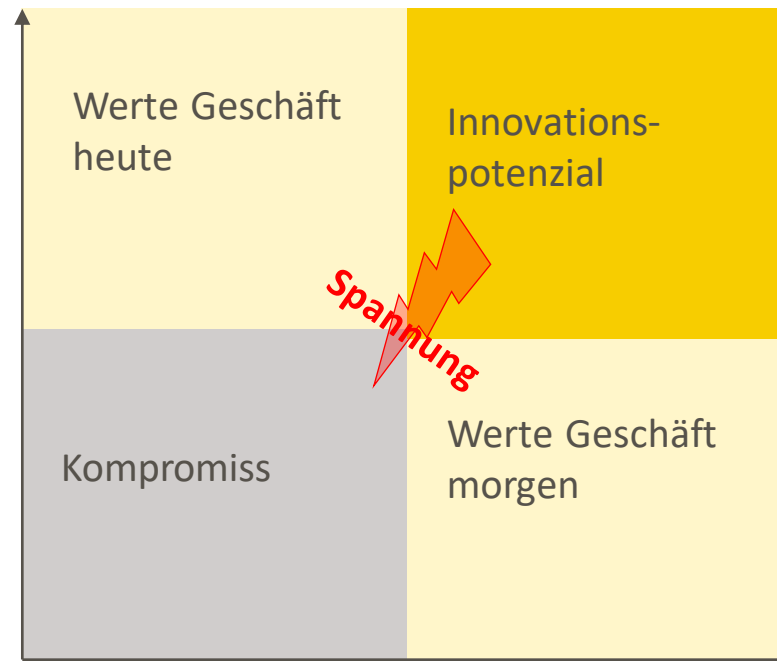 Werte Geschäft
heute
Innovations-
potenzial
Spannung
Kompromiss
Werte Geschäft
morgen